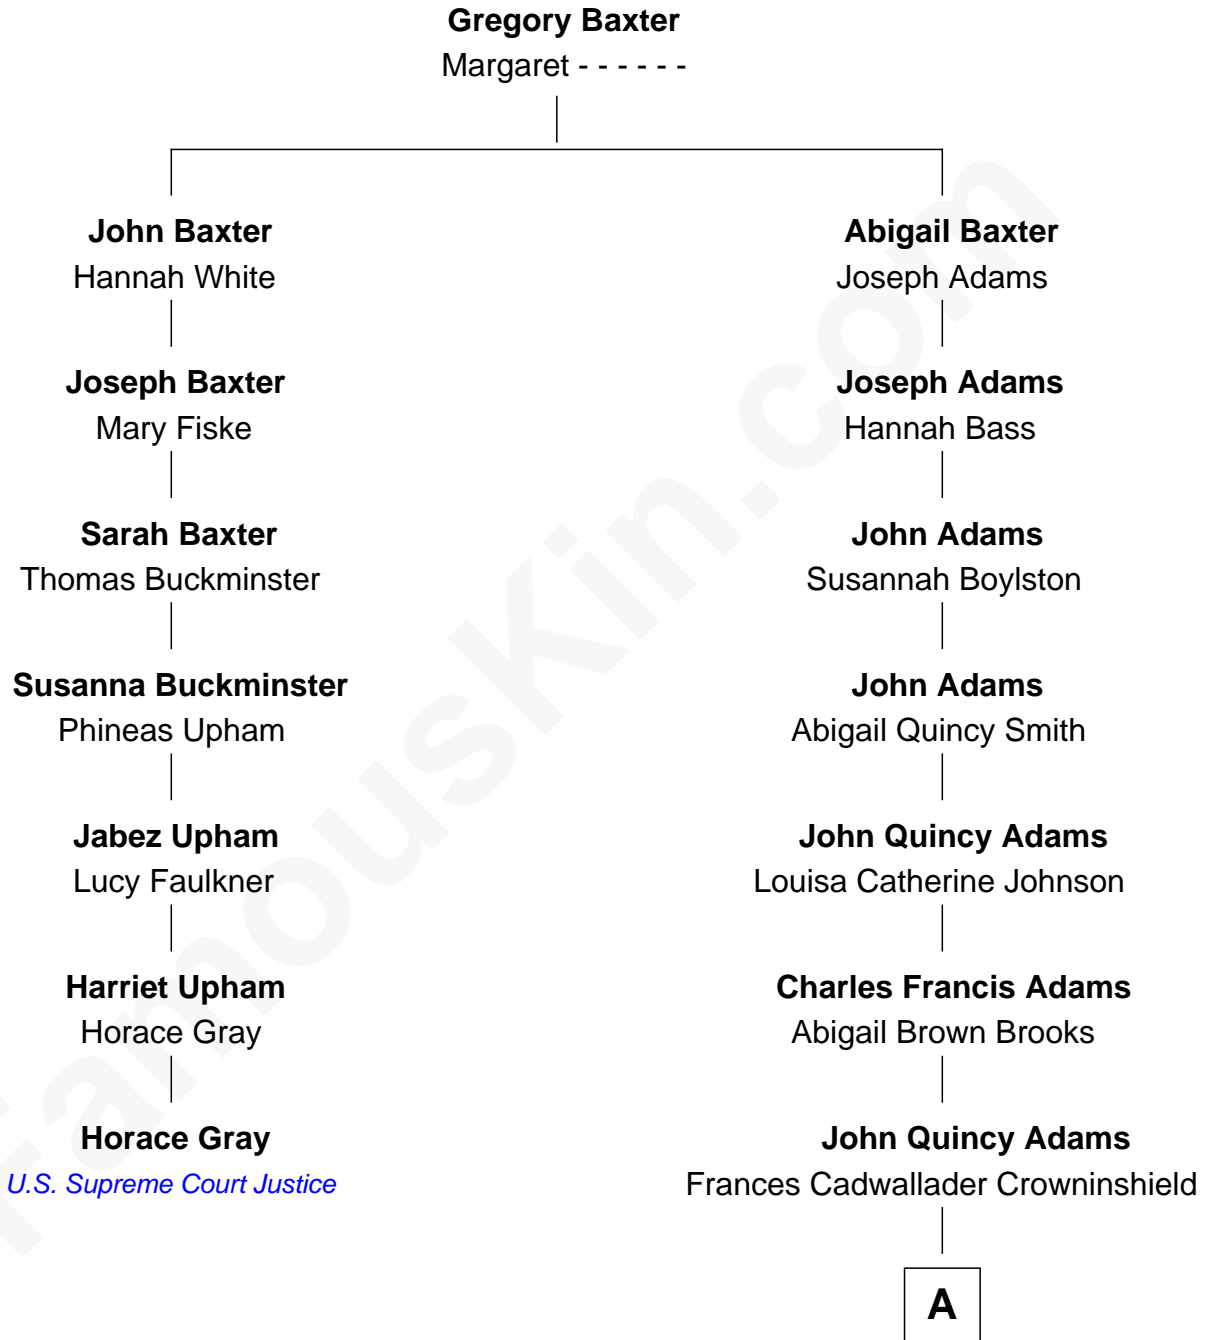 Gregory Baxter
Margaret - - - - - -
John Baxter
Hannah White
Abigail Baxter
Joseph Adams
Joseph Baxter
Mary Fiske
Joseph Adams
Hannah Bass
Sarah Baxter
Thomas Buckminster
John Adams
Susannah Boylston
Susanna Buckminster
Phineas Upham
John Adams
Abigail Quincy Smith
Jabez Upham
Lucy Faulkner
John Quincy Adams
Louisa Catherine Johnson
Harriet Upham
Horace Gray
Charles Francis Adams
Abigail Brown Brooks
Horace Gray
U.S. Supreme Court Justice
John Quincy Adams
Frances Cadwallader Crowninshield
A
FamousKin.com